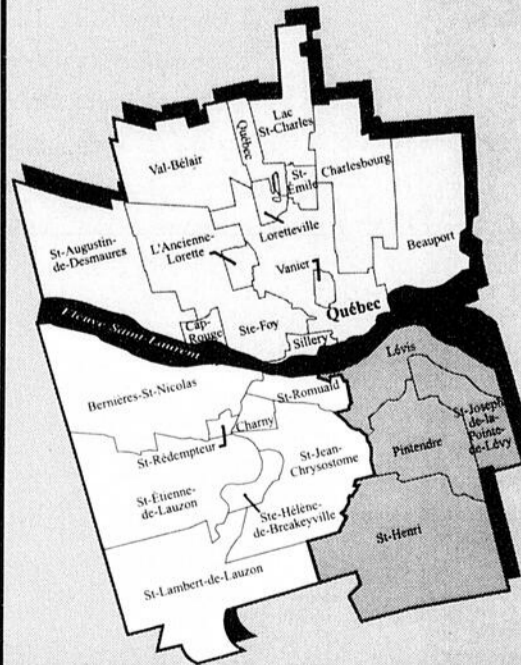 Lac
St-Charles
Québec
Val-Bélair
St-
Émile
Charlesbourg
Loretteville
St-Augustin-
de-Desmaures
L'Ancienne-
Lorette
Beauport
Vanier
Québec
Fleuve Saint-Laurent
Cap-
Rouge
Ste-Foy
Sillery
Lévis
Bernières-St-Nicolas
St-Romuald
St-Joseph-
de-la-
Pointe-
de-Lévy
Charny
St-Rédempteur
Pintendre
St-Jean-
Chrysostome
St-Étienne-
de-Lauzon
Ste-Hélène-
de-Breakeyville
St-Henri
St-Lambert-de-Lauzon